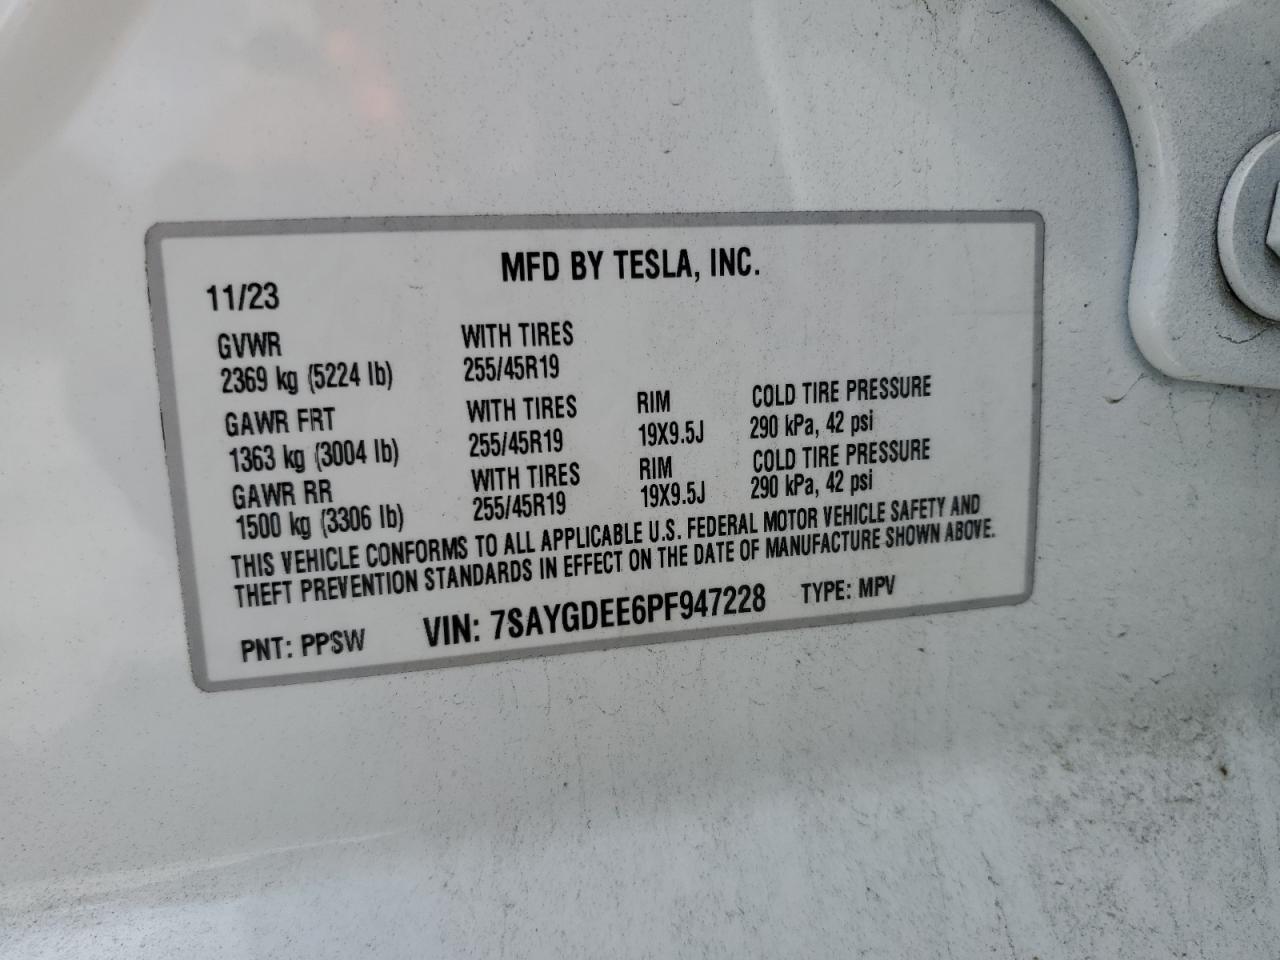 MFD BY TESLA, INC.
11/23
GVWR WITH TIRES
2369 kg (5224 lb) 255/45R19
GAWR FRT WITH TIRES RIM COLD TIRE PRESSURE
1363 kg (3004 lb) 255/45R19 19X9.5J 290 kPa, 42 psi
GAWR RR WITH TIRES RIM COLD TIRE PRESSURE
1500 kg (3306 lb) 255/45R19 19X9.5J 290 kPa, 42 psi
THIS VEHICLE CONFORMS TO ALL APPLICABLE U.S. FEDERAL MOTOR VEHICLE SAFETY AND
THEFT PREVENTION STANDARDS IN EFFECT ON THE DATE OF MANUFACTURE SHOWN ABOVE.
PNT: PPSW VIN: 7SAYGDEE6PF947228 TYPE: MPV